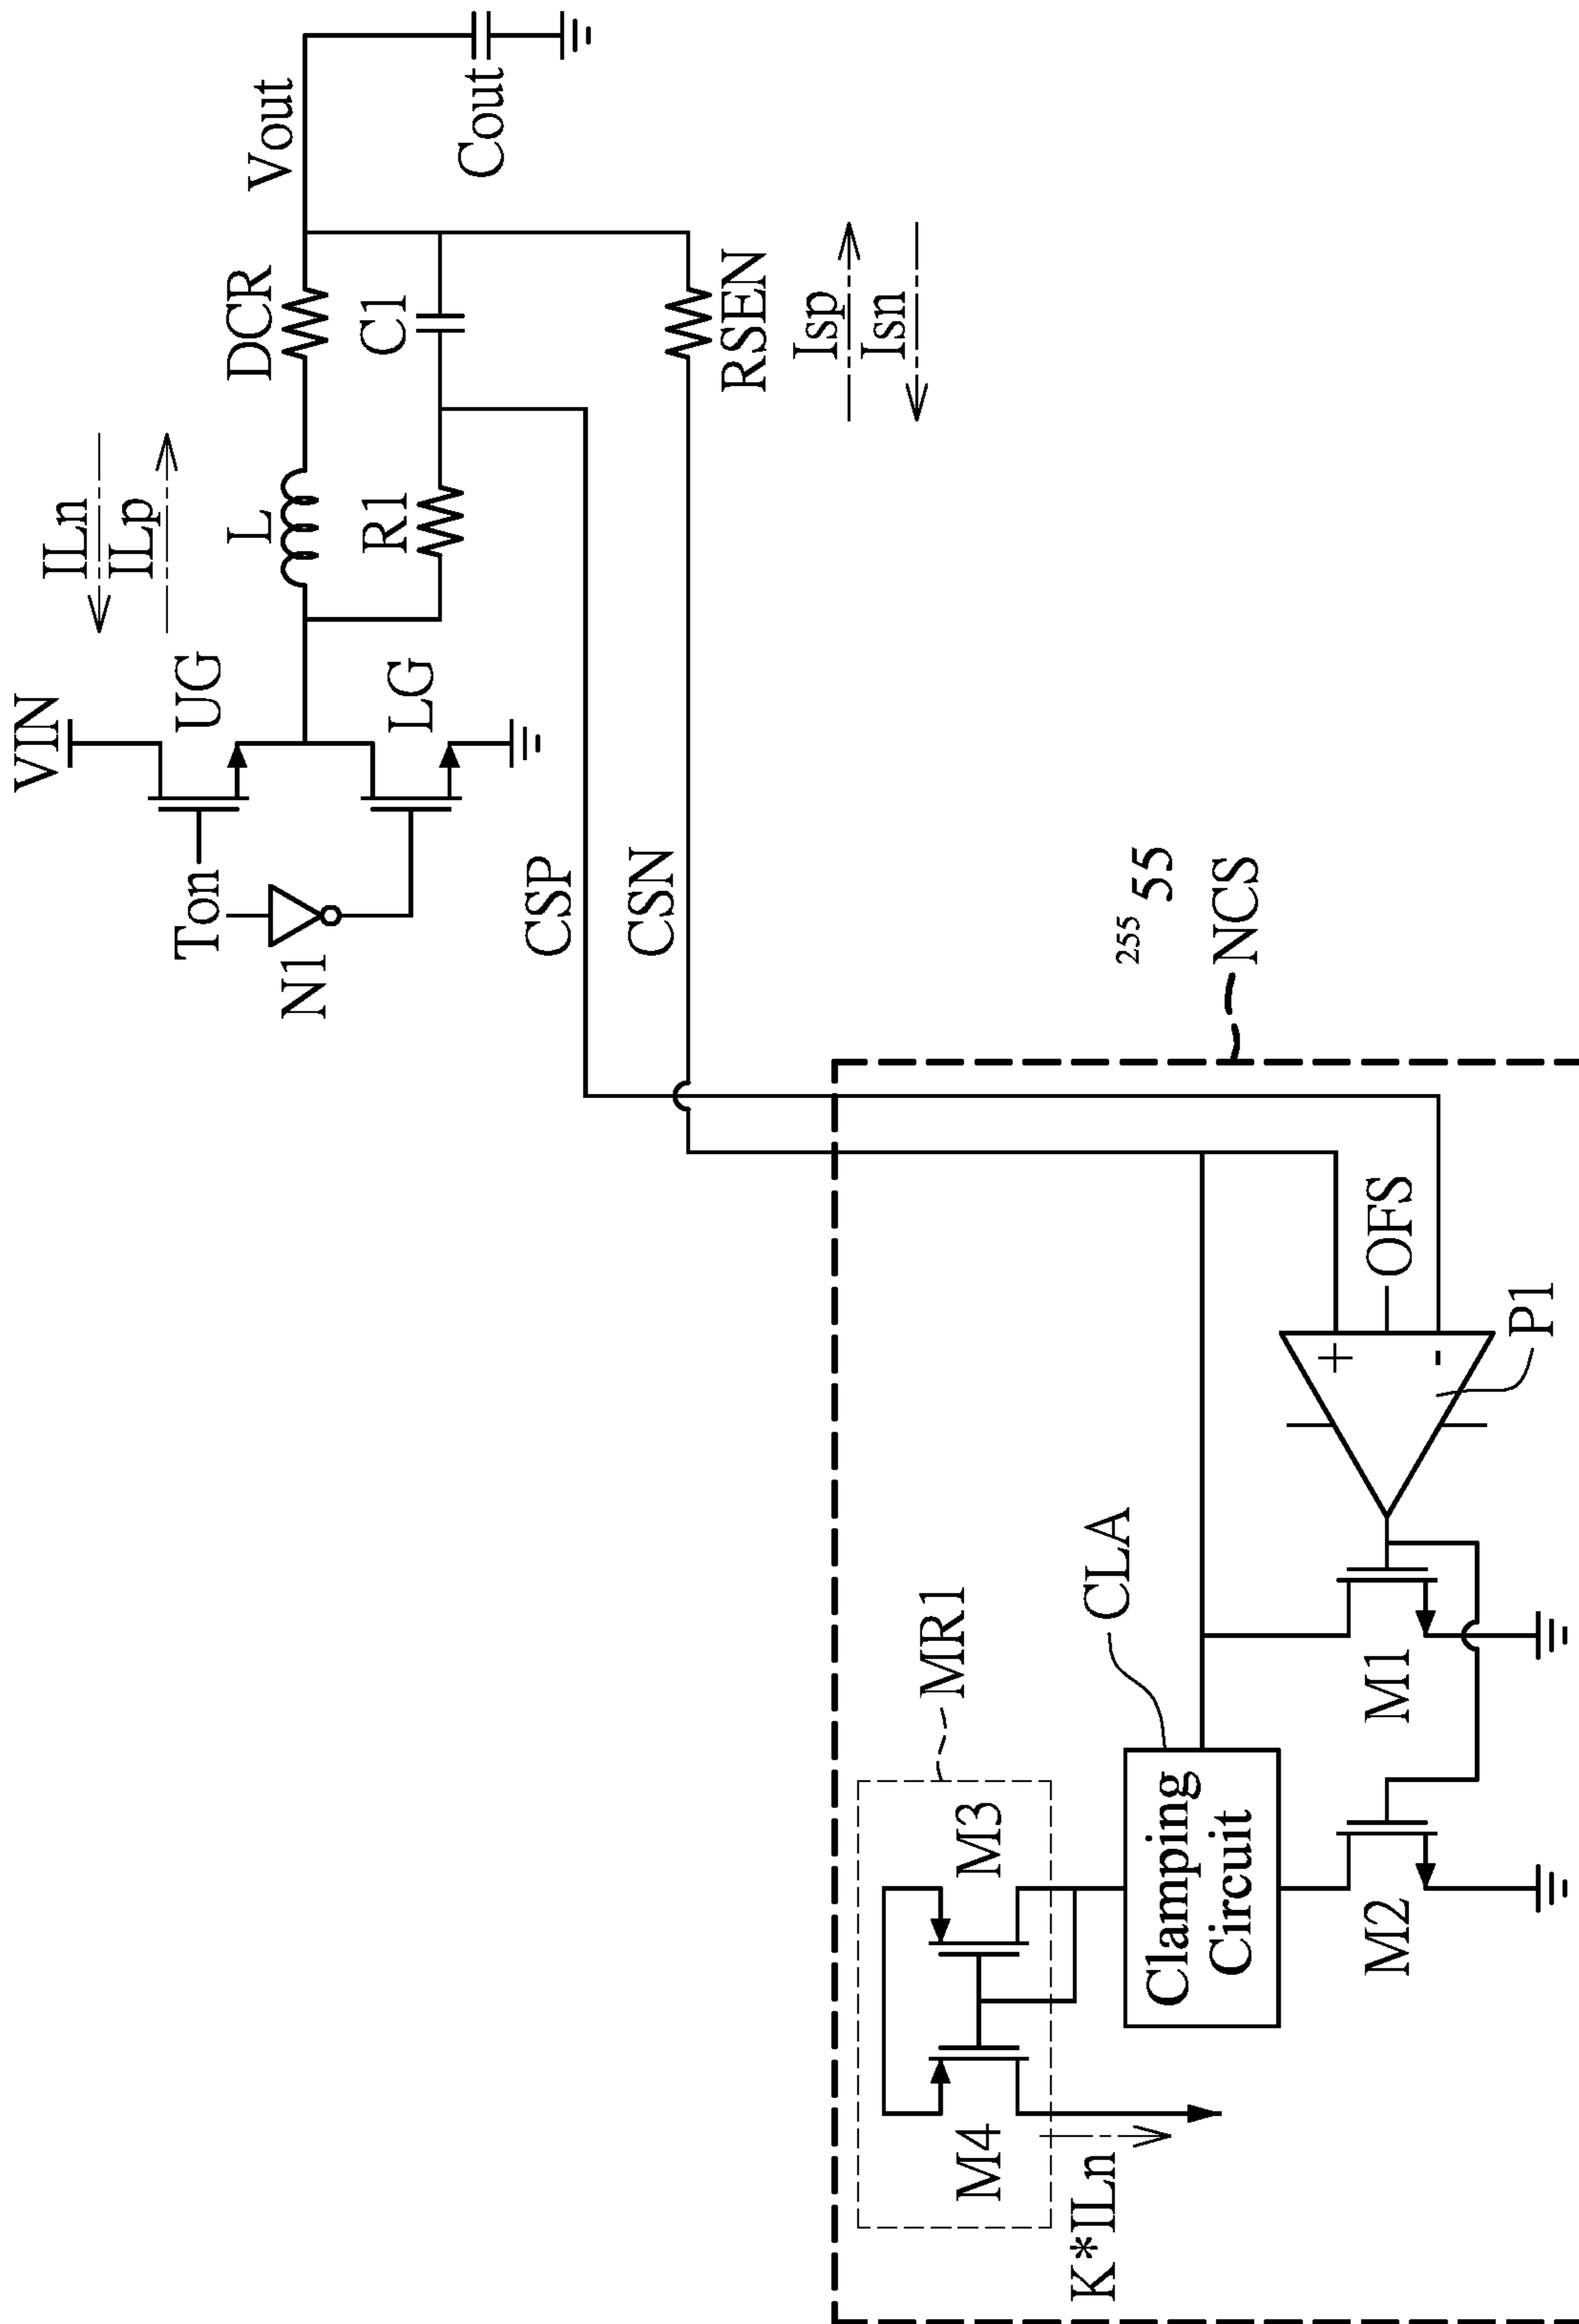 VIN
Ton
UG
N1
LG
ILn
ILp
L
DCR
Vout
R1
C1
Cout
CSP
CSN
RSEN
Isp
Isn
255 55
NCS
MR1
M4
M3
K*ILn
CLA
Clamping
Circuit
M2
M1
+
OFS
-
P1